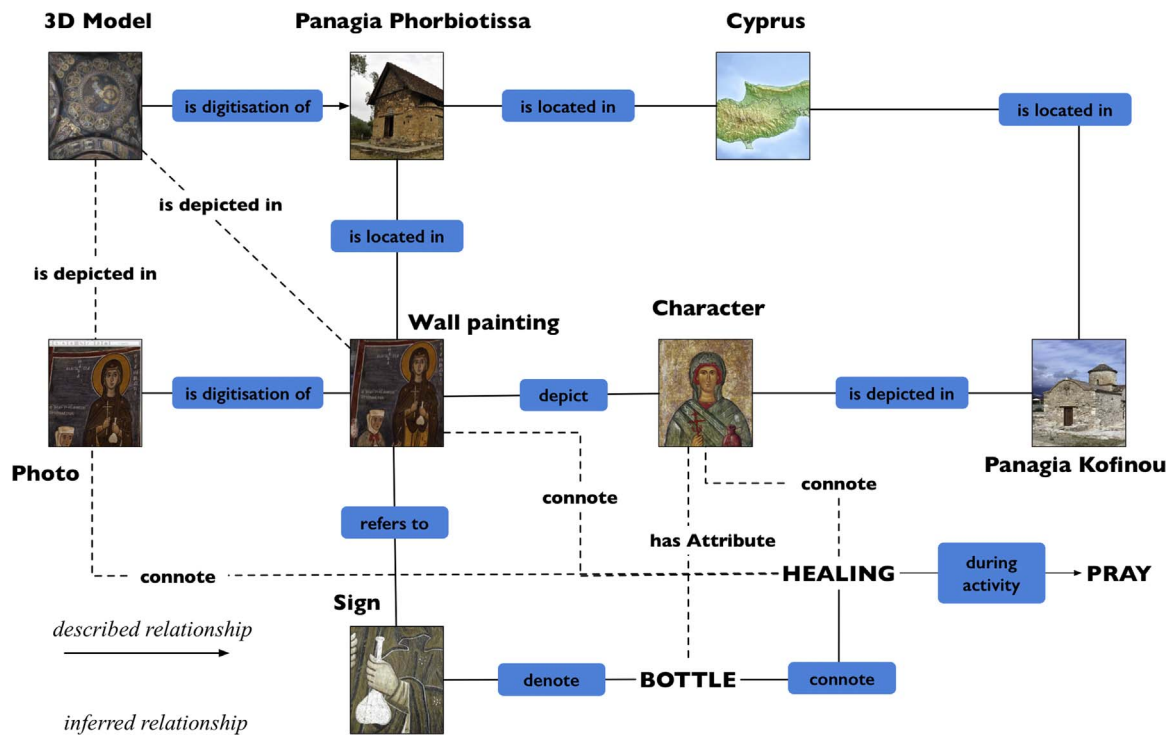 3D Model
Panagia Phorbiotissa
Cyprus
is digitisation of
is located in
is located in
is depicted in
is located in
is depicted in
Wall painting
Character
is digitisation of
depict
is depicted in
Photo
Panagia Kofinou
connote
connote
refers to
has Attribute
connote
HEALING
during
activity
PRAY
Sign
described relationship
denote
BOTTLE
connote
inferred relationship